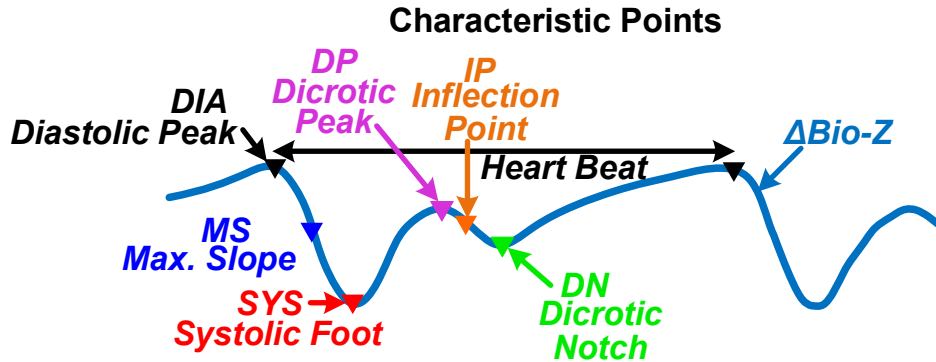 Characteristic Points
DP
Dicrotic
Peak
IP
Inflection
Point
DIA
Diastolic Peak
Heart Beat
ΔBio-Z
MS
Max. Slope
SYS
Systolic Foot
DN
Dicrotic
Notch